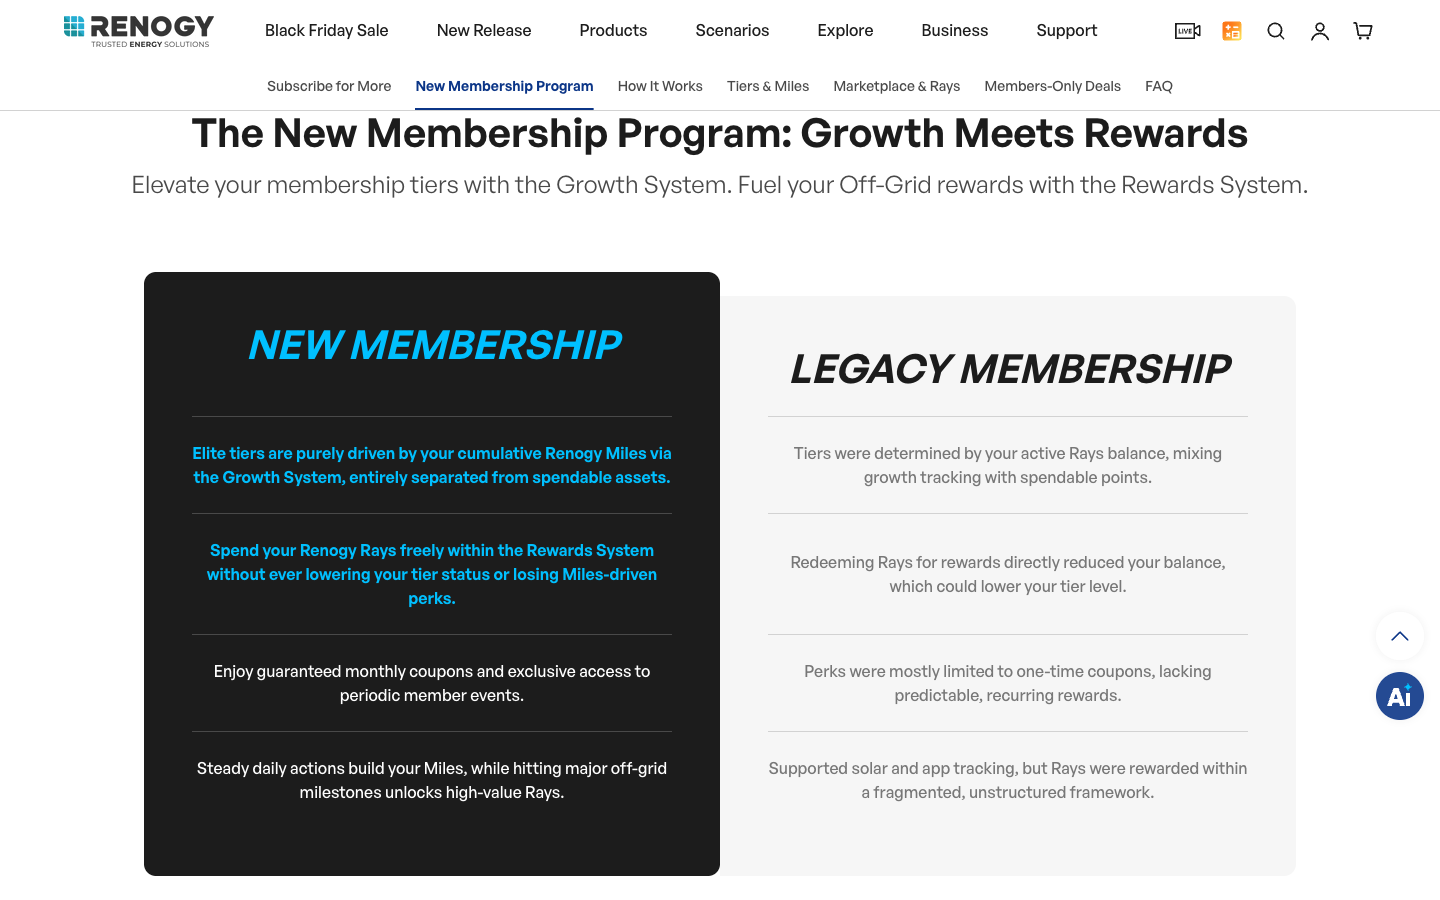 RENOGY
TRUSTED ENERGY SOLUTIONS
Black Friday Sale
New Release
Products
Scenarios
Explore
Business
Support
LIVE
Subscribe for More
New Membership Program
How It Works
Tiers & Miles
Marketplace & Rays
Members-Only Deals
FAQ
The New Membership Program: Growth Meets Rewards
Elevate your membership tiers with the Growth System. Fuel your Off-Grid rewards with the Rewards System.
NEW MEMBERSHIP
Elite tiers are purely driven by your cumulative Renogy Miles via
the Growth System, entirely separated from spendable assets.
Spend your Renogy Rays freely within the Rewards System
without ever lowering your tier status or losing Miles-driven
perks.
Enjoy guaranteed monthly coupons and exclusive access to
periodic member events.
Steady daily actions build your Miles, while hitting major off-grid
milestones unlocks high-value Rays.
LEGACY MEMBERSHIP
Tiers were determined by your active Rays balance, mixing
growth tracking with spendable points.
Redeeming Rays for rewards directly reduced your balance,
which could lower your tier level.
Perks were mostly limited to one-time coupons, lacking
predictable, recurring rewards.
Supported solar and app tracking, but Rays were rewarded within
a fragmented, unstructured framework.
Ai